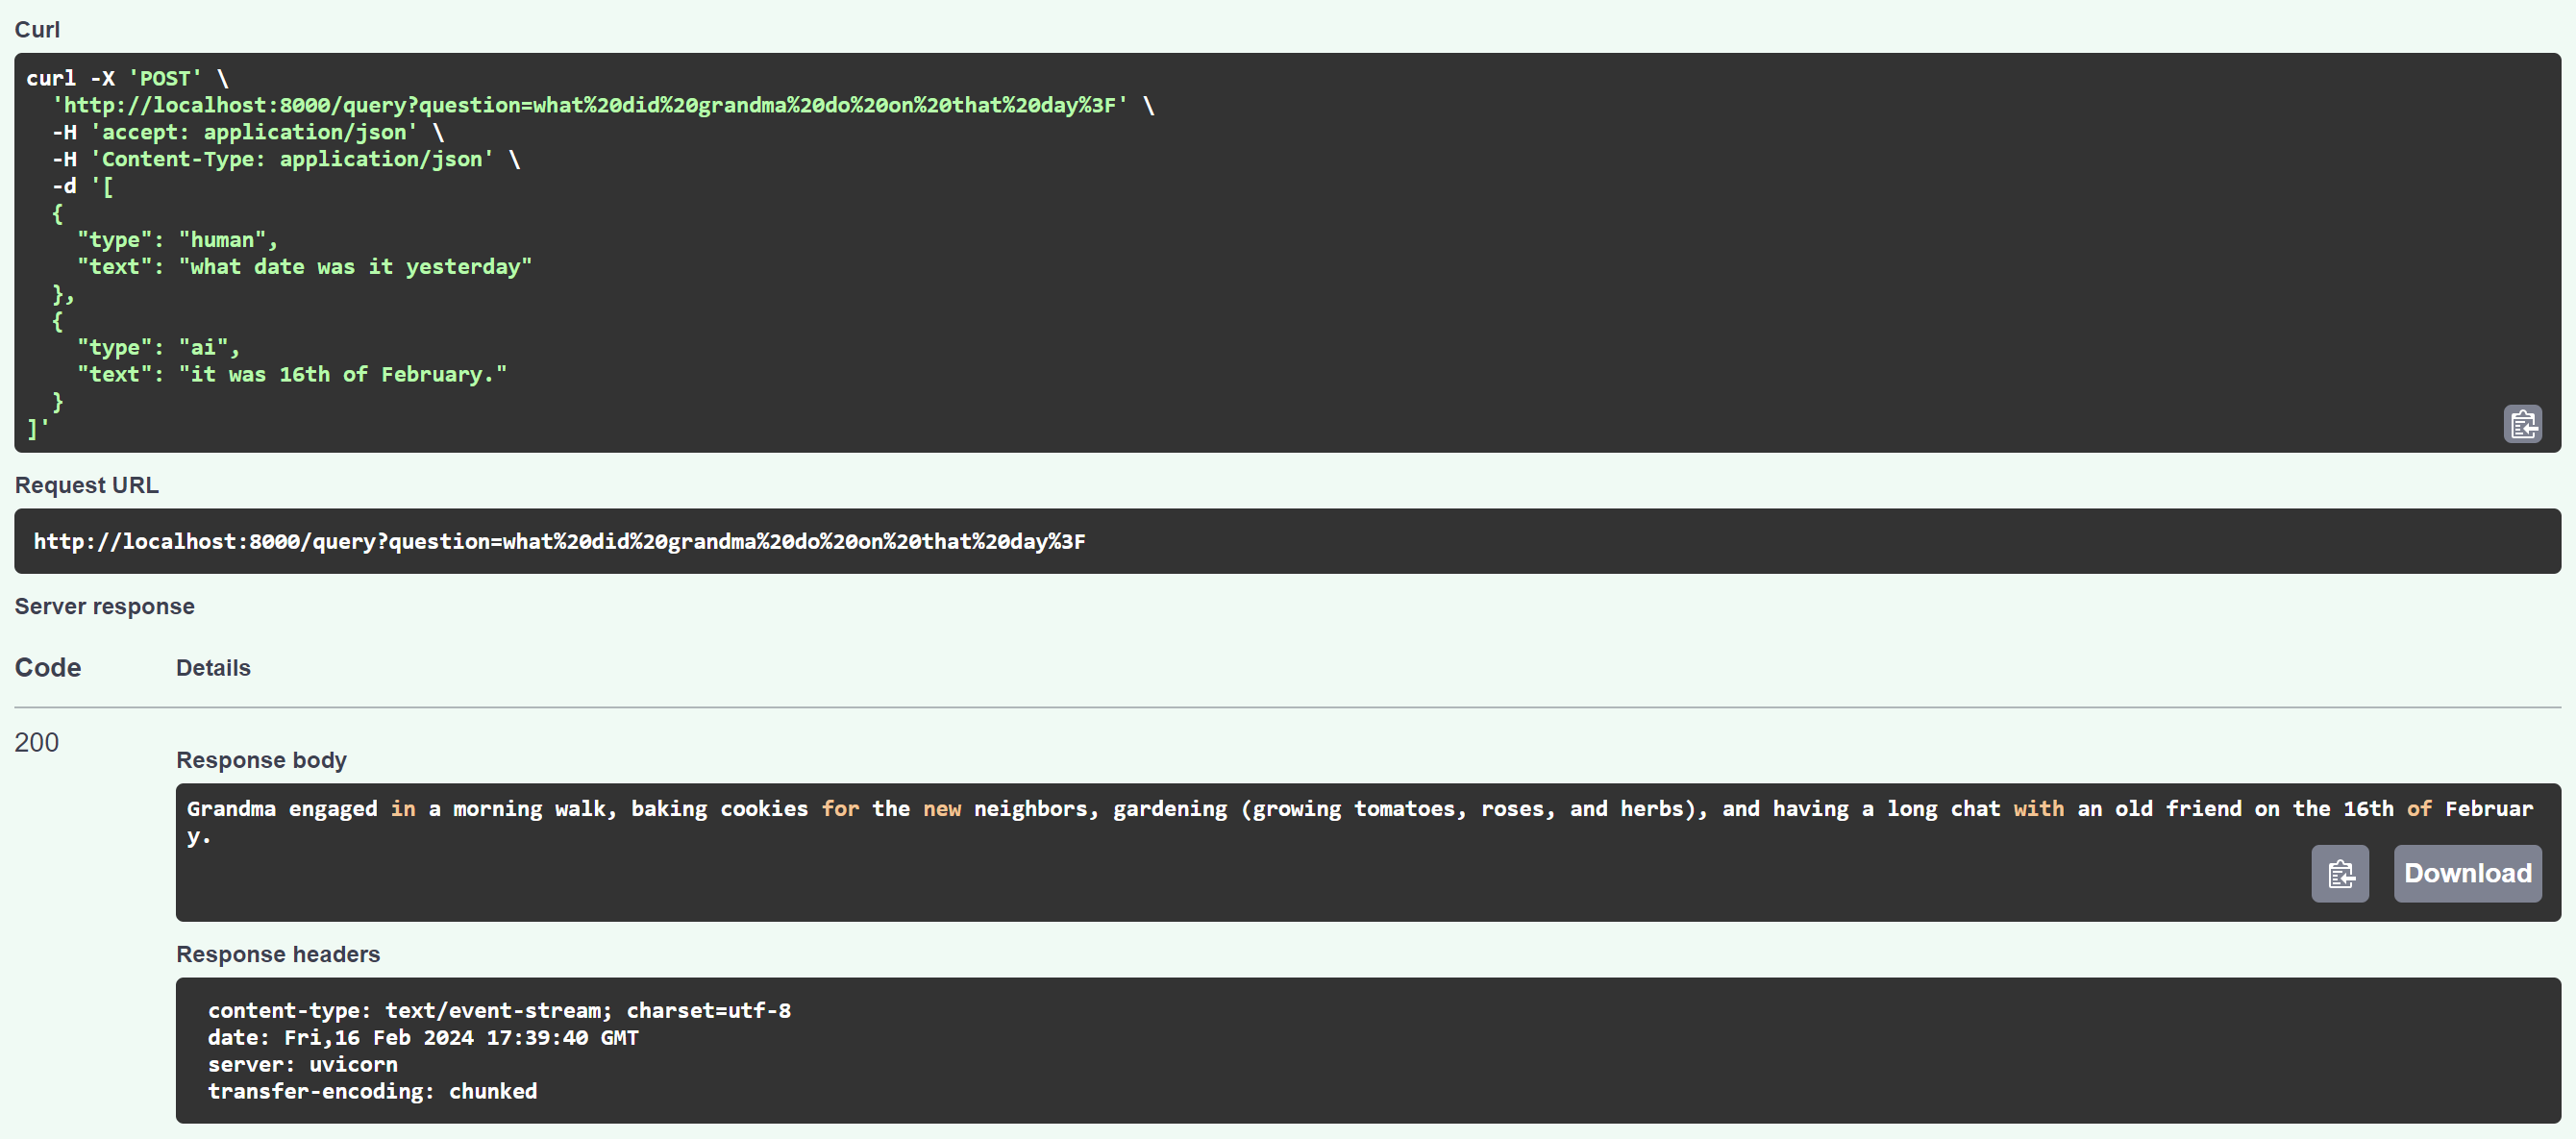 Curl
curl -X 'POST' \
  'http://localhost:8000/query?question=what%20did%20grandma%20do%20on%20that%20day%3F' \
  -H 'accept: application/json' \
  -H 'Content-Type: application/json' \
  -d '[
  {
    "type": "human",
    "text": "what date was it yesterday"
  },
  {
    "type": "ai",
    "text": "it was 16th of February."
  }
]'
Request URL
http://localhost:8000/query?question=what%20did%20grandma%20do%20on%20that%20day%3F
Server response
Code Details
200
Response body
Grandma engaged in a morning walk, baking cookies for the new neighbors, gardening (growing tomatoes, roses, and herbs), and having a long chat with an old friend on the 16th of Februar
y.
Download
Response headers
content-type: text/event-stream; charset=utf-8
date: Fri,16 Feb 2024 17:39:40 GMT
server: uvicorn
transfer-encoding: chunked